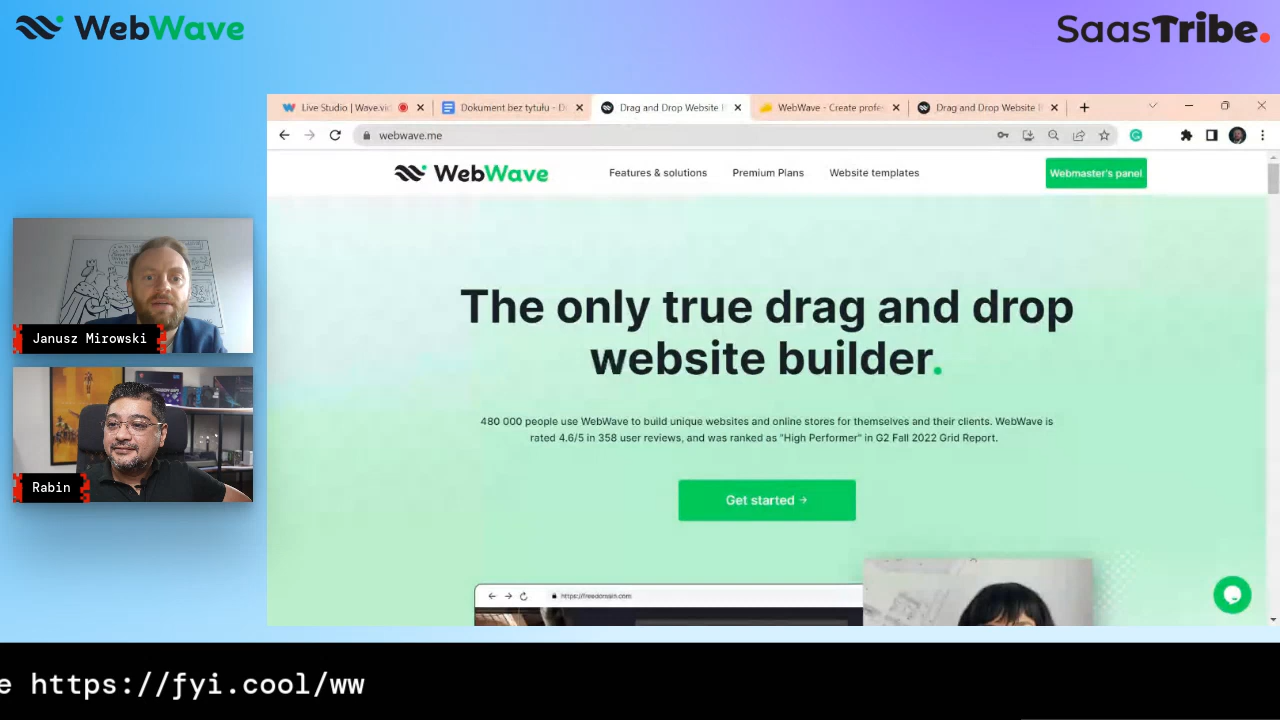 WebWave
SaasTribe.
Live Studio | Wave.vid
Dokument bez tytułu - D
Drag and Drop Website
WebWave - Create profes
Drag and Drop Website
webwave.me
WebWave
Features & solutions
Premium Plans
Website templates
Webmaster's panel
The only true drag and drop
website builder.
480 000 people use WebWave to build unique websites and online stores for themselves and their clients. WebWave is
rated 4.6/5 in 358 user reviews, and was ranked as "High Performer" in G2 Fall 2022 Grid Report.
Get started →
https://freedomain.com
Janusz Mirowski
Rabin
e https://fyi.cool/ww